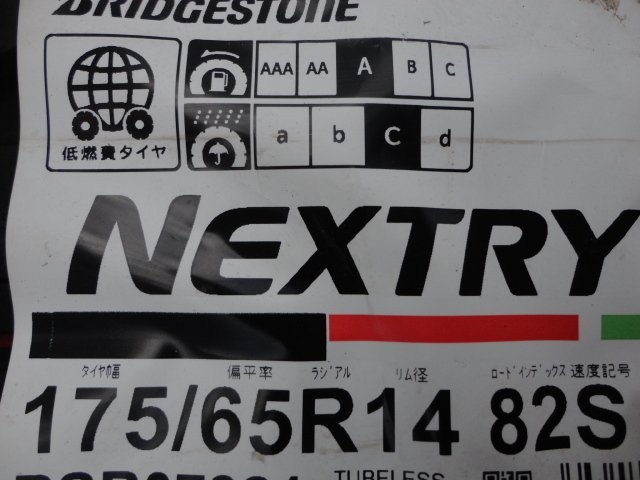 BRIDGESTONE
AAA AA A B C
低燃費タイヤ a b c d
NEXTRY
タイヤ幅 偏平率 ラジアル リム径 ロードインデックス 速度記号
175/65R14 82S
TUBELESS